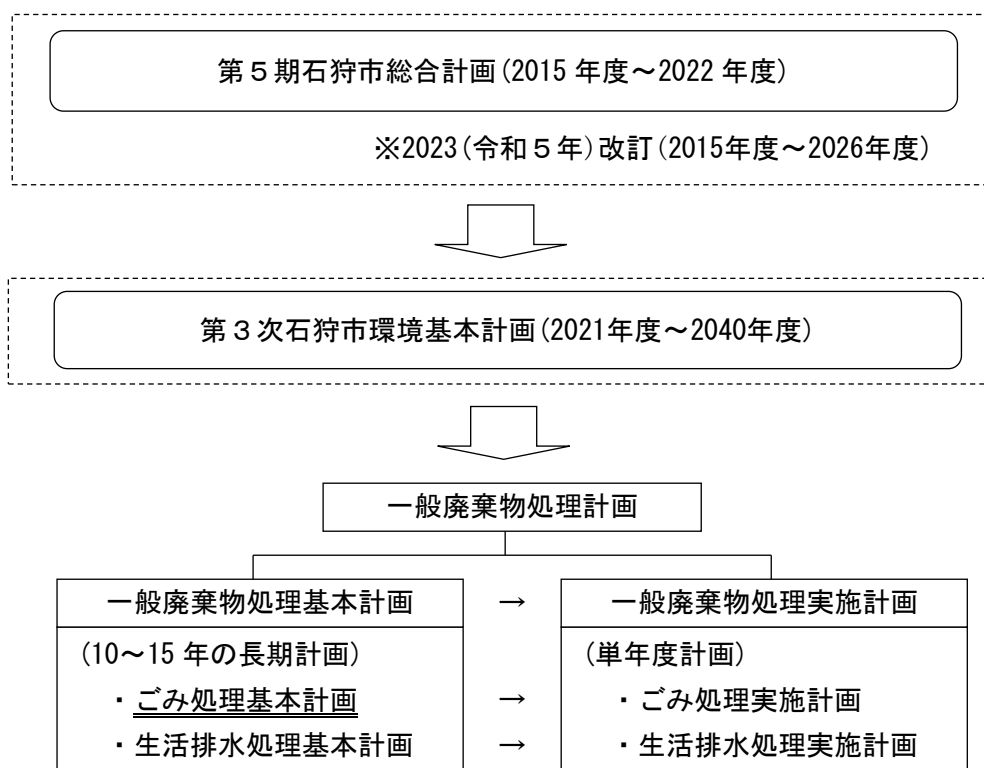 第５期石狩市総合計画(2015 年度～2022 年度)
※2023(令和５年)改訂(2015年度～2026年度)
第３次石狩市環境基本計画(2021年度～2040年度)
一般廃棄物処理計画
一般廃棄物処理基本計画 → 一般廃棄物処理実施計画
(10～15 年の長期計画) (単年度計画)
・ごみ処理基本計画 → ・ごみ処理実施計画
・生活排水処理基本計画 → ・生活排水処理実施計画